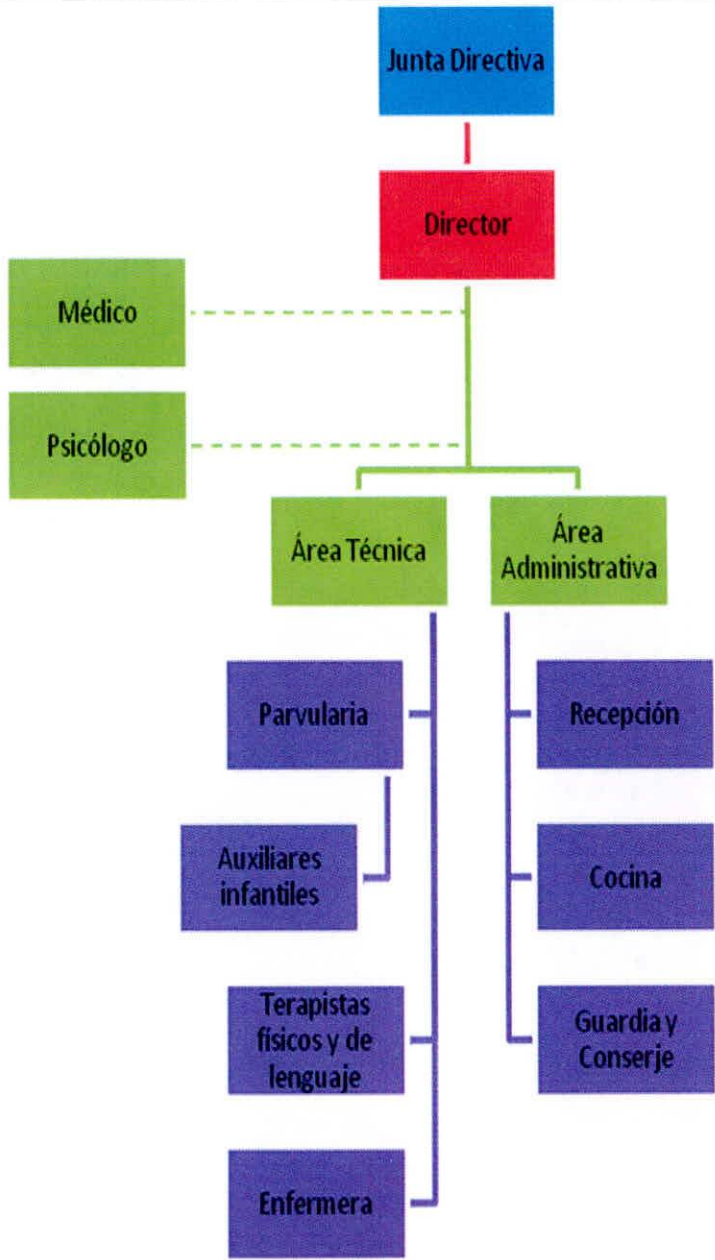 Junta Directiva
Director
Médico
Psicólogo
Área Técnica
Área
Administrativa
Parvularia
Recepción
Auxiliares
infantiles
Cocina
Terapistas
físicos y de
lenguaje
Guardia y
Conserje
Enfermera